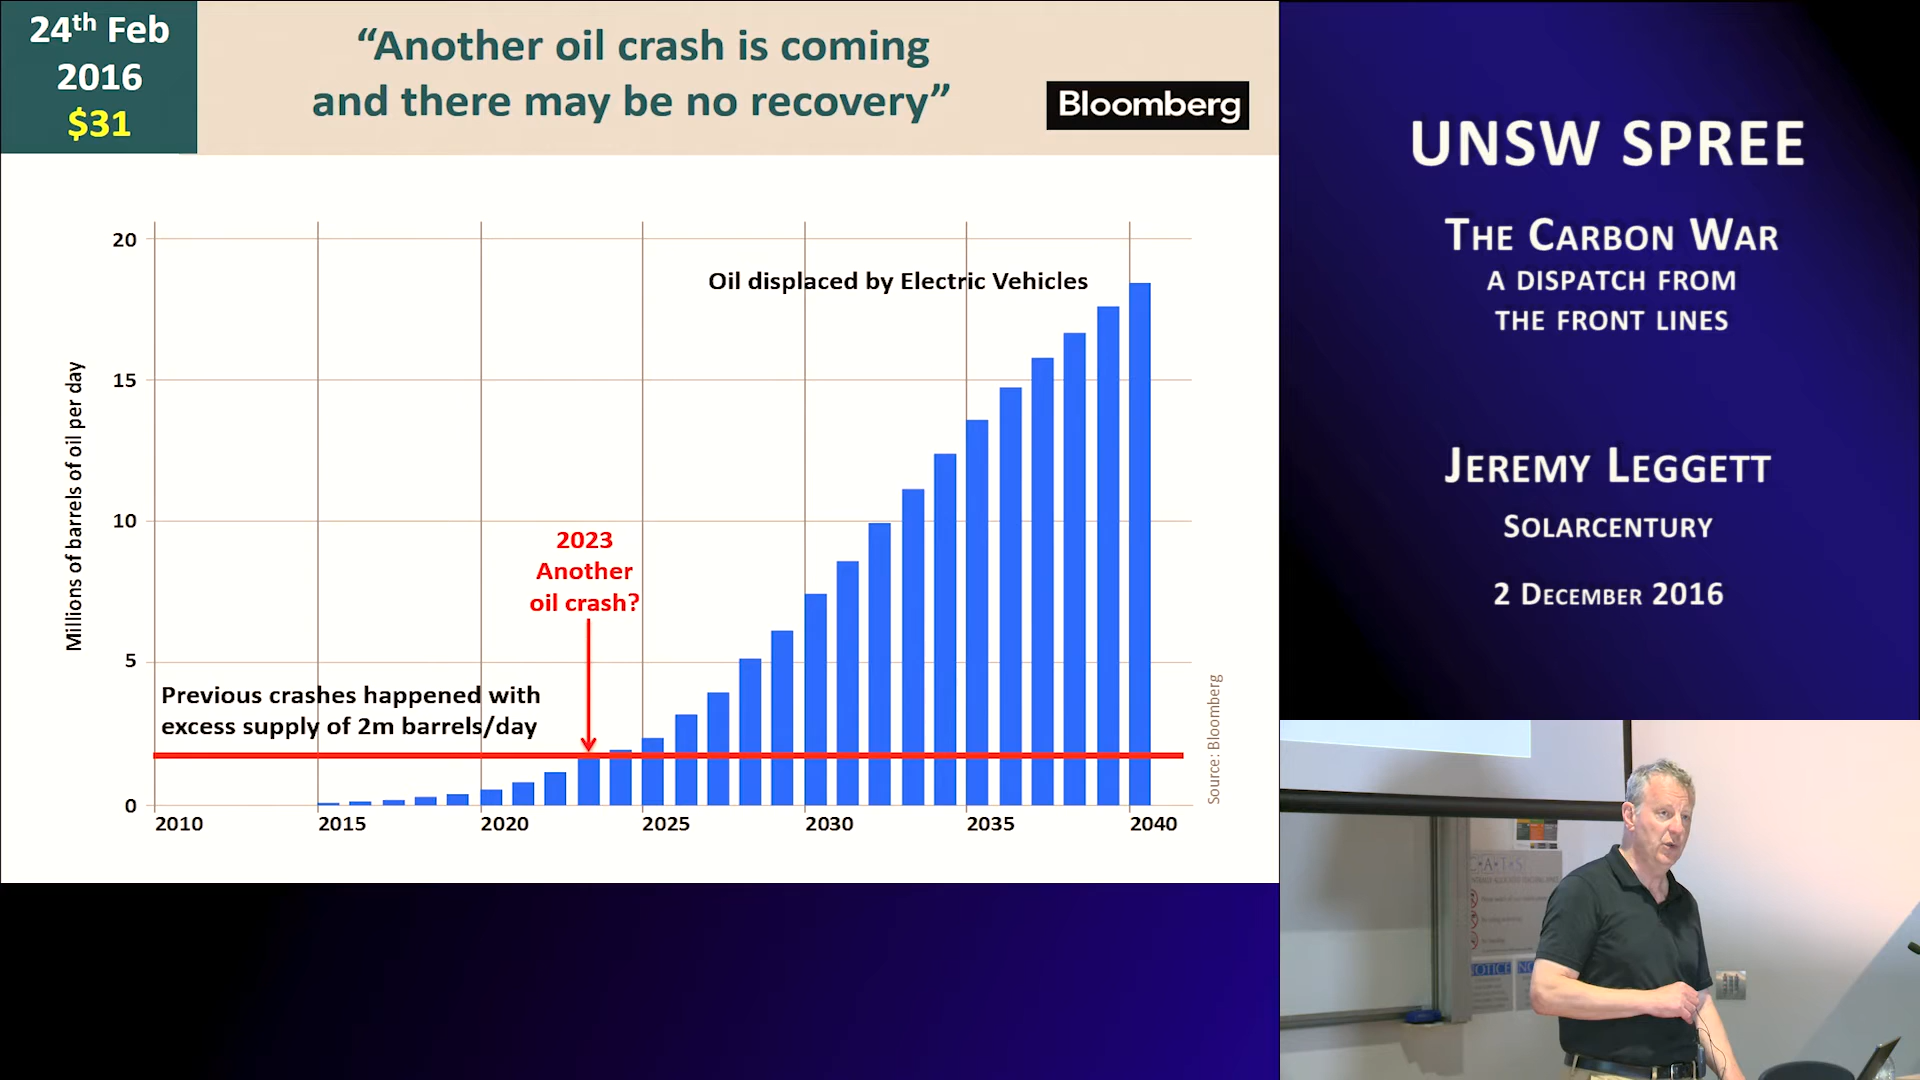 24th Feb
2016
$31
“Another oil crash is coming
and there may be no recovery”
Bloomberg
20
15
10
5
0
Millions of barrels of oil per day
Oil displaced by Electric Vehicles
2023
Another
oil crash?
Previous crashes happened with
excess supply of 2m barrels/day
2010
2015
2020
2025
2030
2035
2040
Source: Bloomberg
UNSW SPREE
THE CARBON WAR
A DISPATCH FROM
THE FRONT LINES
JEREMY LEGGETT
SOLARCENTURY
2 DECEMBER 2016
C•A•T•S
NOTICE